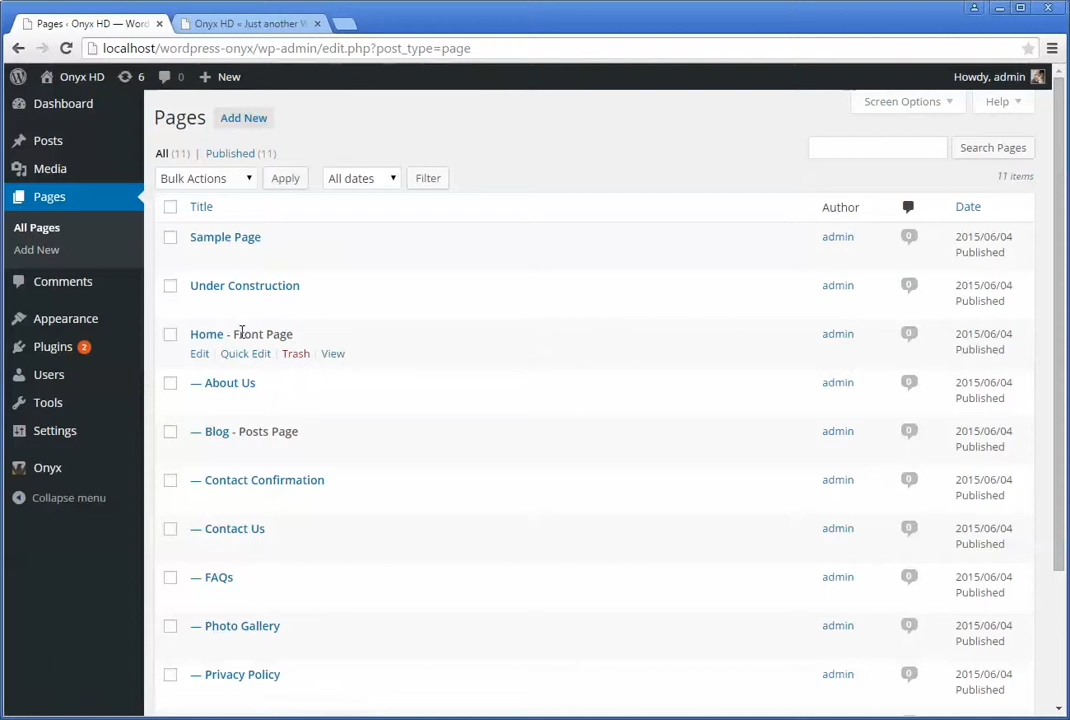 Pages ‹ Onyx HD — Word
Onyx HD « Just another W
localhost/wordpress-onyx/wp-admin/edit.php?post_type=page
Onyx HD 6 0 + New Howdy, admin
Dashboard
Posts
Media
Pages
All Pages
Add New
Comments
Appearance
Plugins 2
Users
Tools
Settings
Onyx
Collapse menu
Screen Options Help
Pages Add New
All (11) | Published (11)
Search Pages
Bulk Actions Apply All dates Filter
11 items
Title Author Date
Sample Page admin 0 2015/06/04
Published
Under Construction admin 0 2015/06/04
Published
Home - Front Page admin 0 2015/06/04
Edit | Quick Edit | Trash | View Published
— About Us admin 0 2015/06/04
Published
— Blog - Posts Page admin 0 2015/06/04
Published
— Contact Confirmation admin 0 2015/06/04
Published
— Contact Us admin 0 2015/06/04
Published
— FAQs admin 0 2015/06/04
Published
— Photo Gallery admin 0 2015/06/04
Published
— Privacy Policy admin 0 2015/06/04
Published